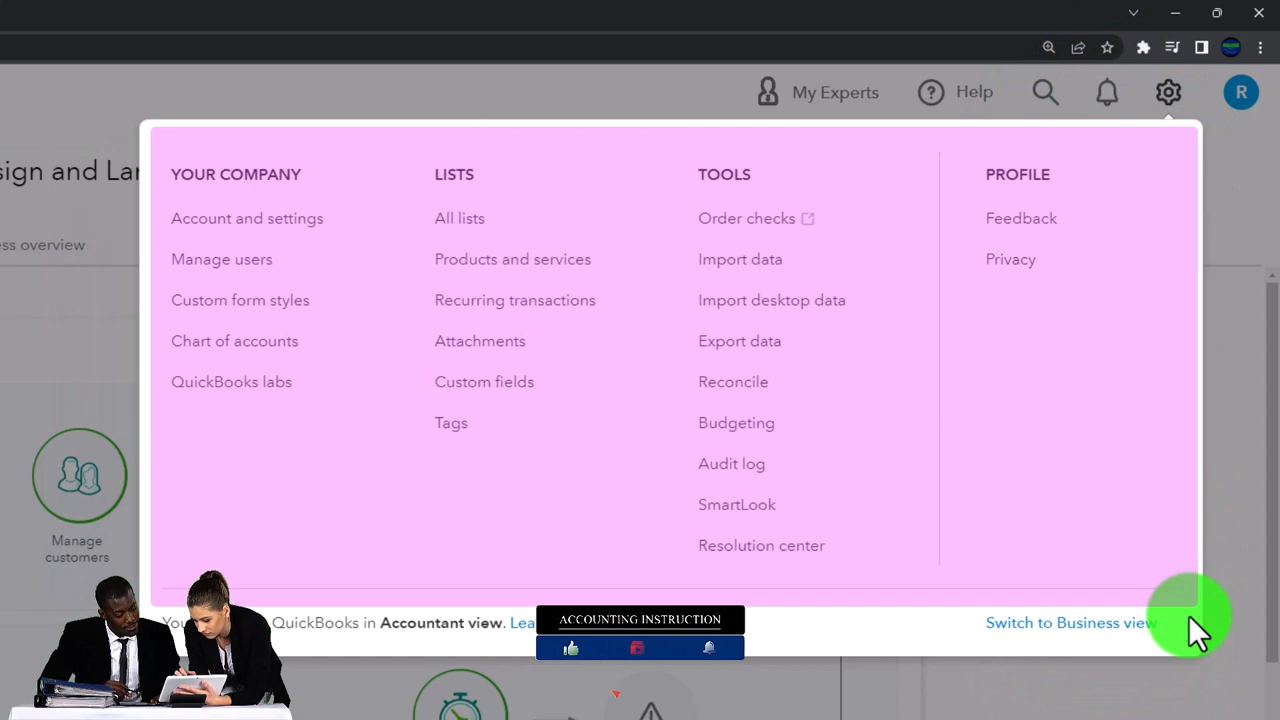 My Experts
Help
R
sign and Lar
ss overview
YOUR COMPANY
Account and settings
Manage users
Custom form styles
Chart of accounts
QuickBooks labs
LISTS
All lists
Products and services
Recurring transactions
Attachments
Custom fields
Tags
TOOLS
Order checks
Import data
Import desktop data
Export data
Reconcile
Budgeting
Audit log
SmartLook
Resolution center
PROFILE
Feedback
Privacy
Manage
customers
QuickBooks in Accountant view. Lea
ACCOUNTING INSTRUCTION
Switch to Business view